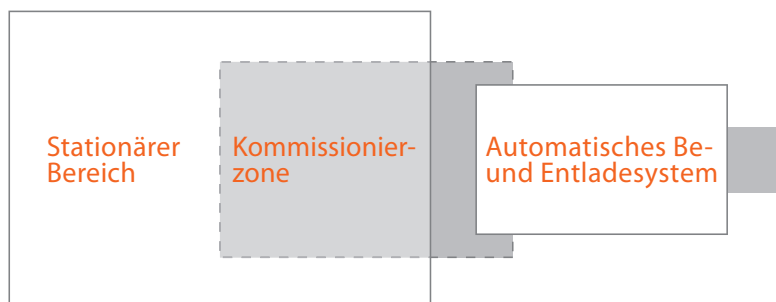 Stationärer
Bereich
Kommissionier-
zone
Automatisches Be-
und Entladesystem